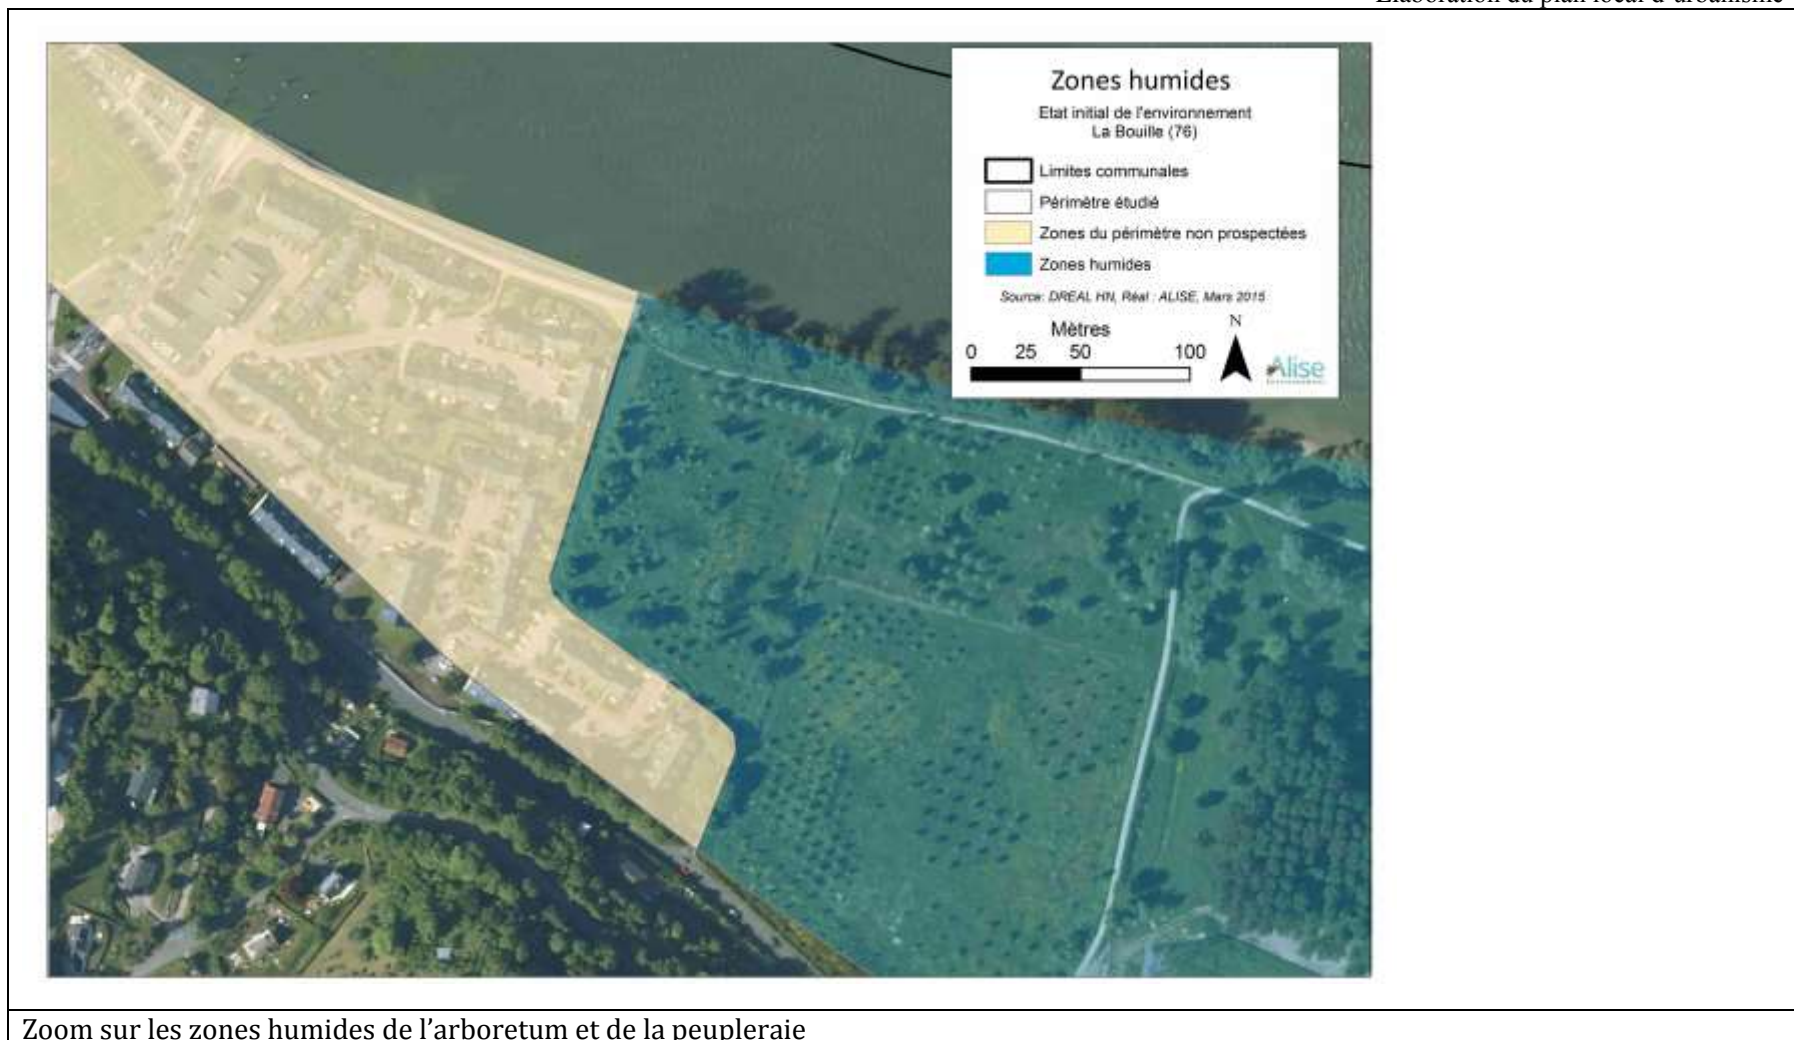 Elaboration du plan local d'urbanisme
Zones humides
Etat initial de l'environnement
La Bouille (76)
Limites communales
Périmètre étudié
Zones du périmètre non prospectées
Zones humides
Source: DREAL HN, Réal : ALISE, Mars 2015
Mètres
N
0 25 50 100
Alise
Zoom sur les zones humides de l’arboretum et de la peupleraie